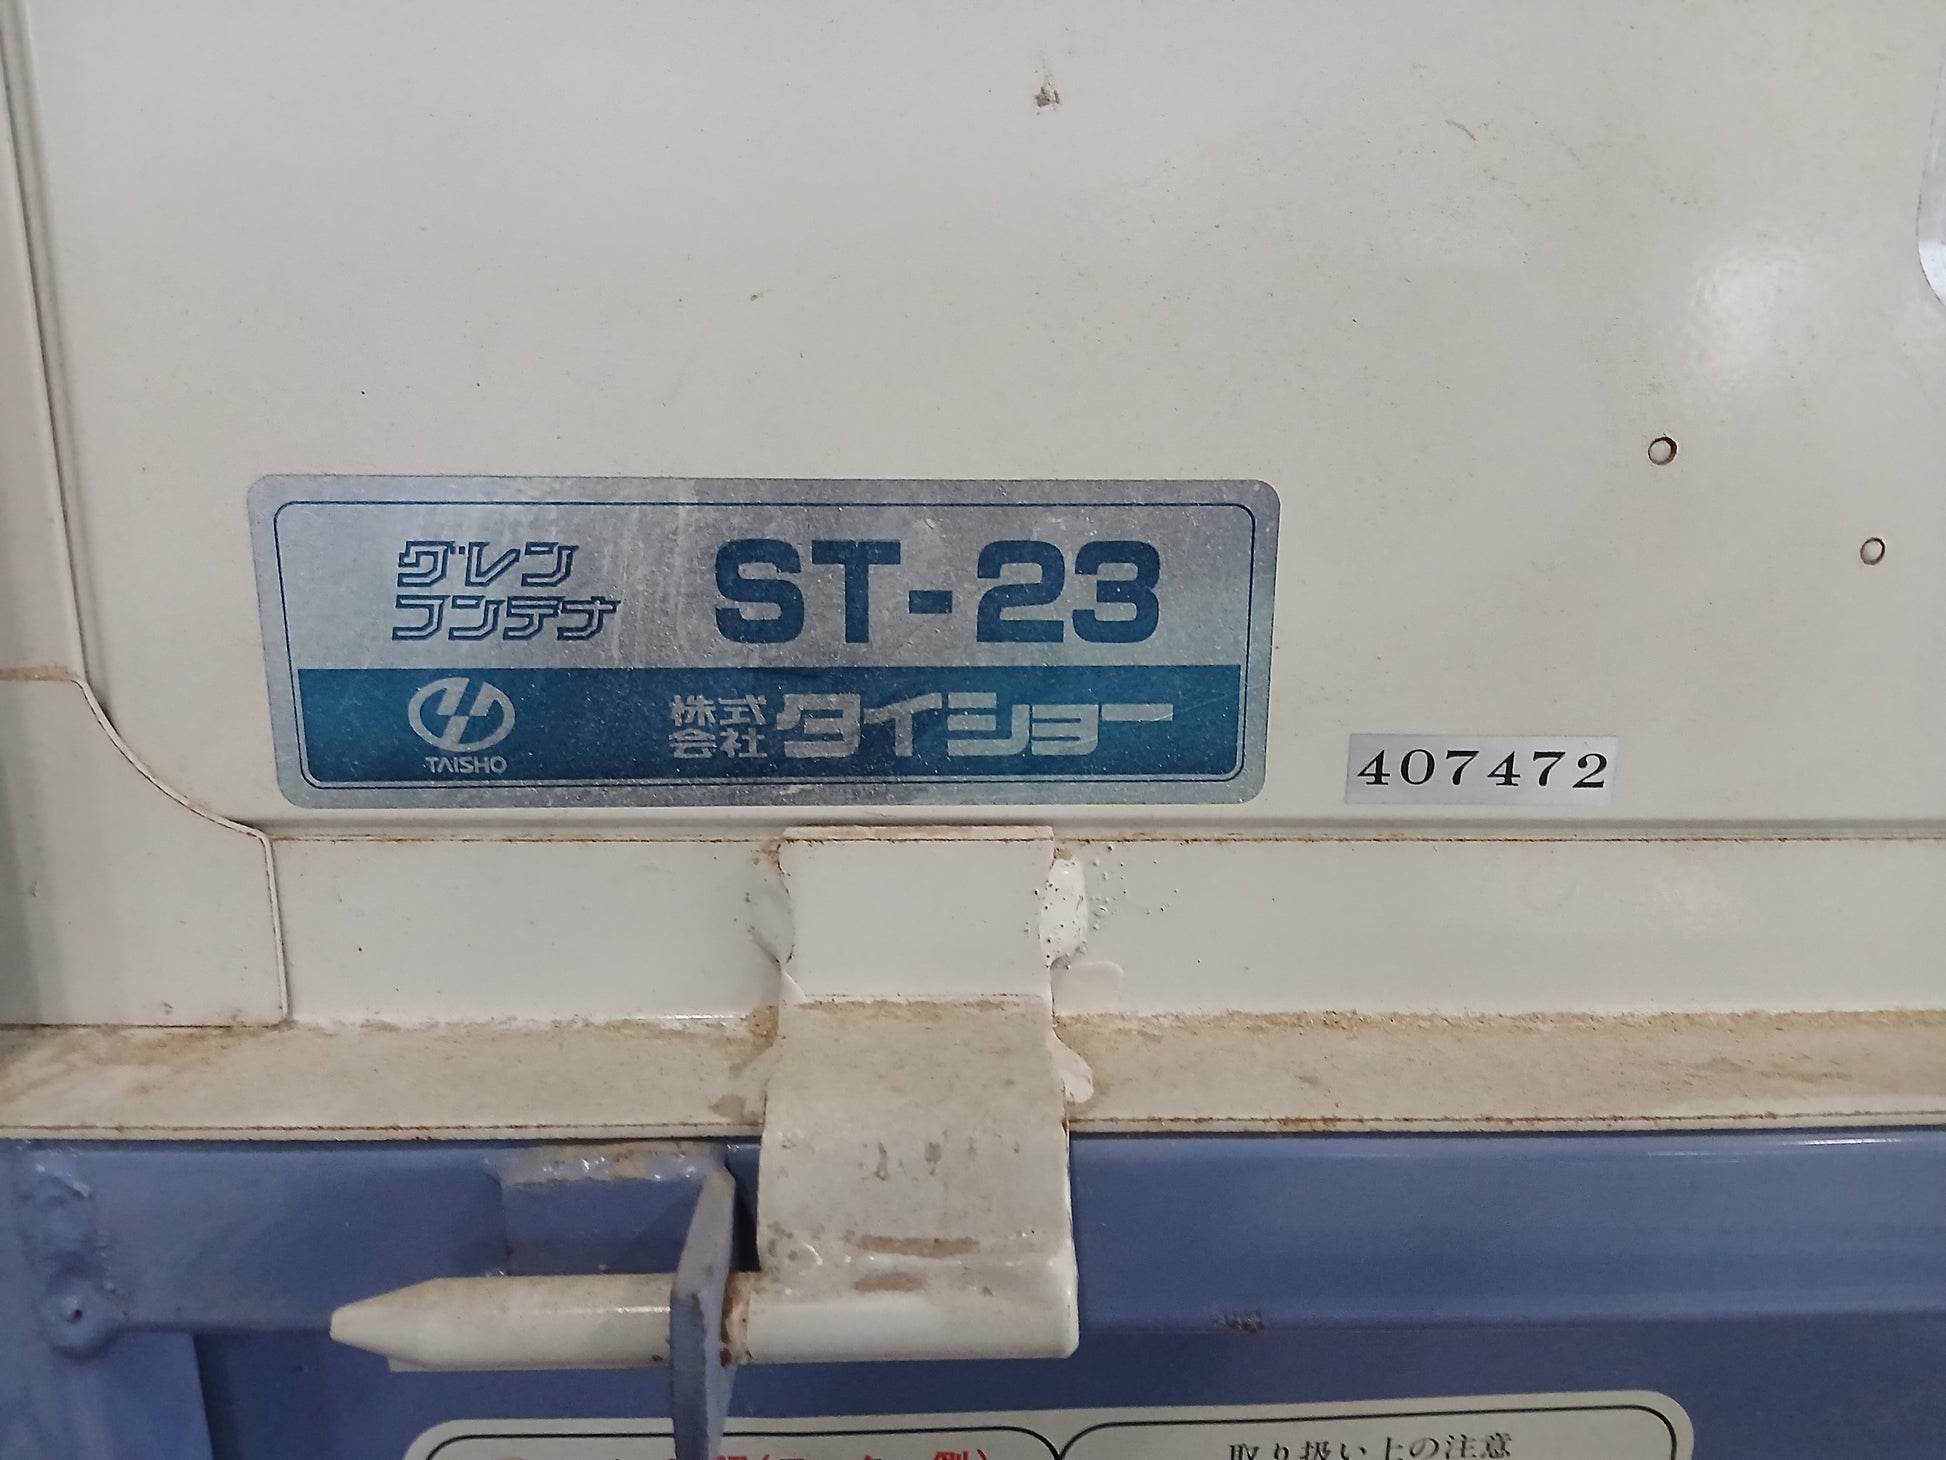 グレン
コンテナ
ST-23
TAISHO
株式
会社
タイショー
407472
取り扱い上の注意